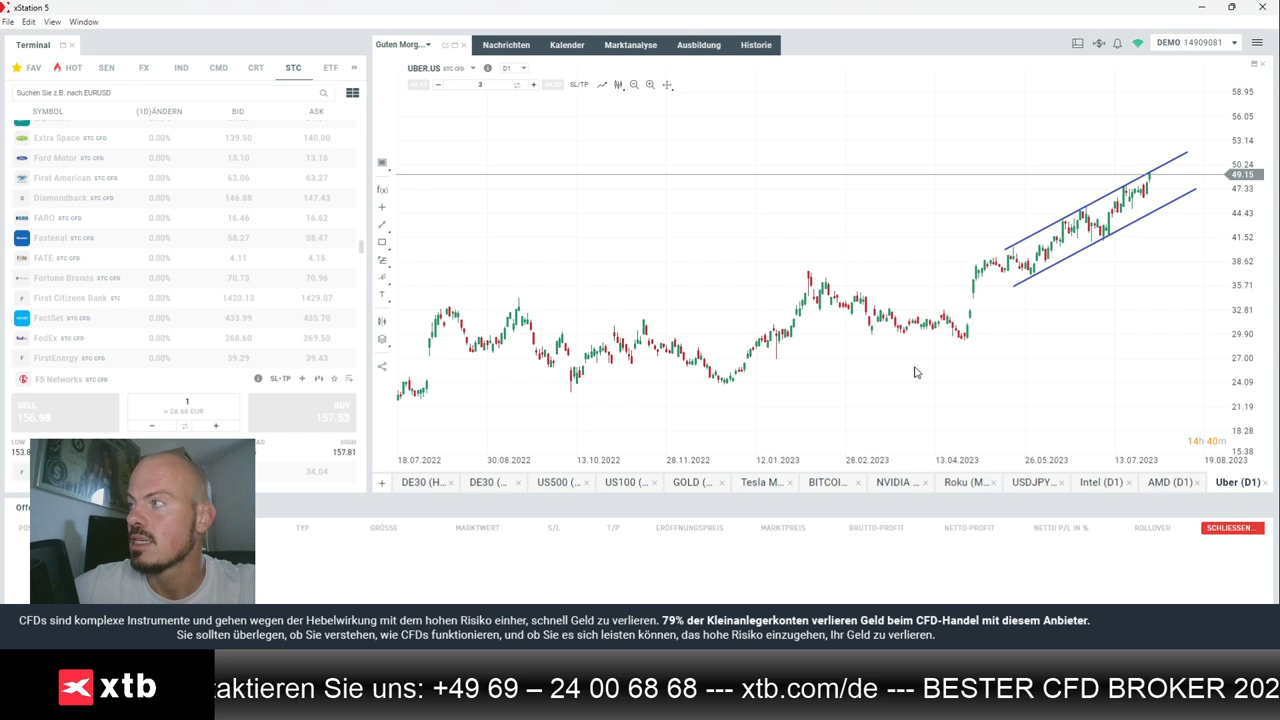 xStation 5
File Edit View Window
Terminal
Guten Morg... Nachrichten Kalender Marktanalyse Ausbildung Historie
DEMO 14909081
FAV HOT SEN FX IND CMD CRT STC ETF
UBER.US STC CFD D1
49.15 3 49.23 SL/TP
Suchen Sie z.B. nach EURUSD
SYMBOL (1D)ÄNDERN BID ASK
Extra Space STC CFD 0.00% 139.50 140.00
Ford Motor STC CFD 0.00% 13.10 13.16
First American STC CFD 0.00% 63.06 63.27
Diamondback STC CFD 0.00% 146.88 147.43
FARO STC CFD 0.00% 16.46 16.62
Fastenal STC CFD 0.00% 58.27 58.47
FATE STC CFD 0.00% 4.11 4.15
Fortune Brands STC CFD 0.00% 70.73 70.96
First Citizens Bank STC 0.00% 1420.13 1429.07
FactSet STC CFD 0.00% 433.99 435.70
FedEx STC CFD 0.00% 268.60 269.50
FirstEnergy STC CFD 0.00% 39.29 39.43
F5 Networks STC CFD SL•TP
SELL
156.98
1
≈ 28.66 EUR
BUY
157.53
LOW
153.8
AD
HIGH
157.81
34.04
58.95
56.05
53.14
50.24
49.15
47.33
44.43
41.52
38.62
35.71
32.81
29.90
27.00
24.09
21.19
18.28
15.38
14h 40m
18.07.2022 30.08.2022 13.10.2022 28.11.2022 12.01.2023 28.02.2023 13.04.2023 26.05.2023 13.07.2023 19.08.2023
DE30 (H... DE30 (... US500 (... US100 (... GOLD (... Tesla M... BITCOI... NVIDIA ... Roku (M... USDJPY... Intel (D1) AMD (D1) Uber (D1)
Off
PO TYP GRÖSSE MARKTWERT S/L T/P ERÖFFNUNGSPREIS MARKTPREIS BRUTTO-PROFIT NETTO-PROFIT NETTO P/L IN % ROLLOVER SCHLIESSEN...
CFDs sind komplexe Instrumente und gehen wegen der Hebelwirkung mit dem hohen Risiko einher, schnell Geld zu verlieren. 79% der Kleinanlegerkonten verlieren Geld beim CFD-Handel mit diesem Anbieter.
Sie sollten überlegen, ob Sie verstehen, wie CFDs funktionieren, und ob Sie es sich leisten können, das hohe Risiko einzugehen, Ihr Geld zu verlieren.
xtb
taktieren Sie uns: +49 69 – 24 00 68 68 --- xtb.com/de --- BESTER CFD BROKER 202